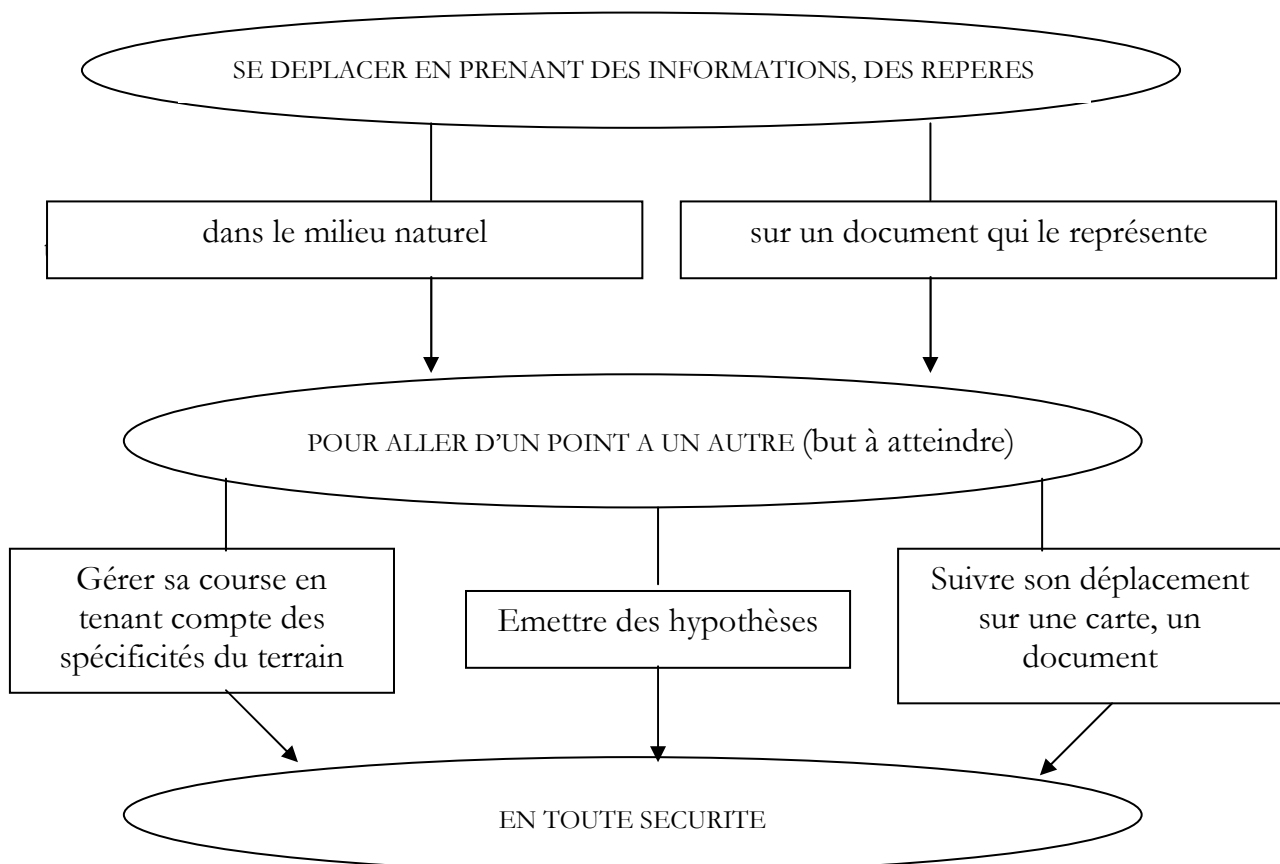 SE DEPLACER EN PRENANT DES INFORMATIONS, DES REPERES
dans le milieu naturel
sur un document qui le représente
POUR ALLER D’UN POINT A UN AUTRE (but à atteindre)
Gérer sa course en
tenant compte des
spécificités du terrain
Emettre des hypothèses
Suivre son déplacement
sur une carte, un
document
EN TOUTE SECURITE